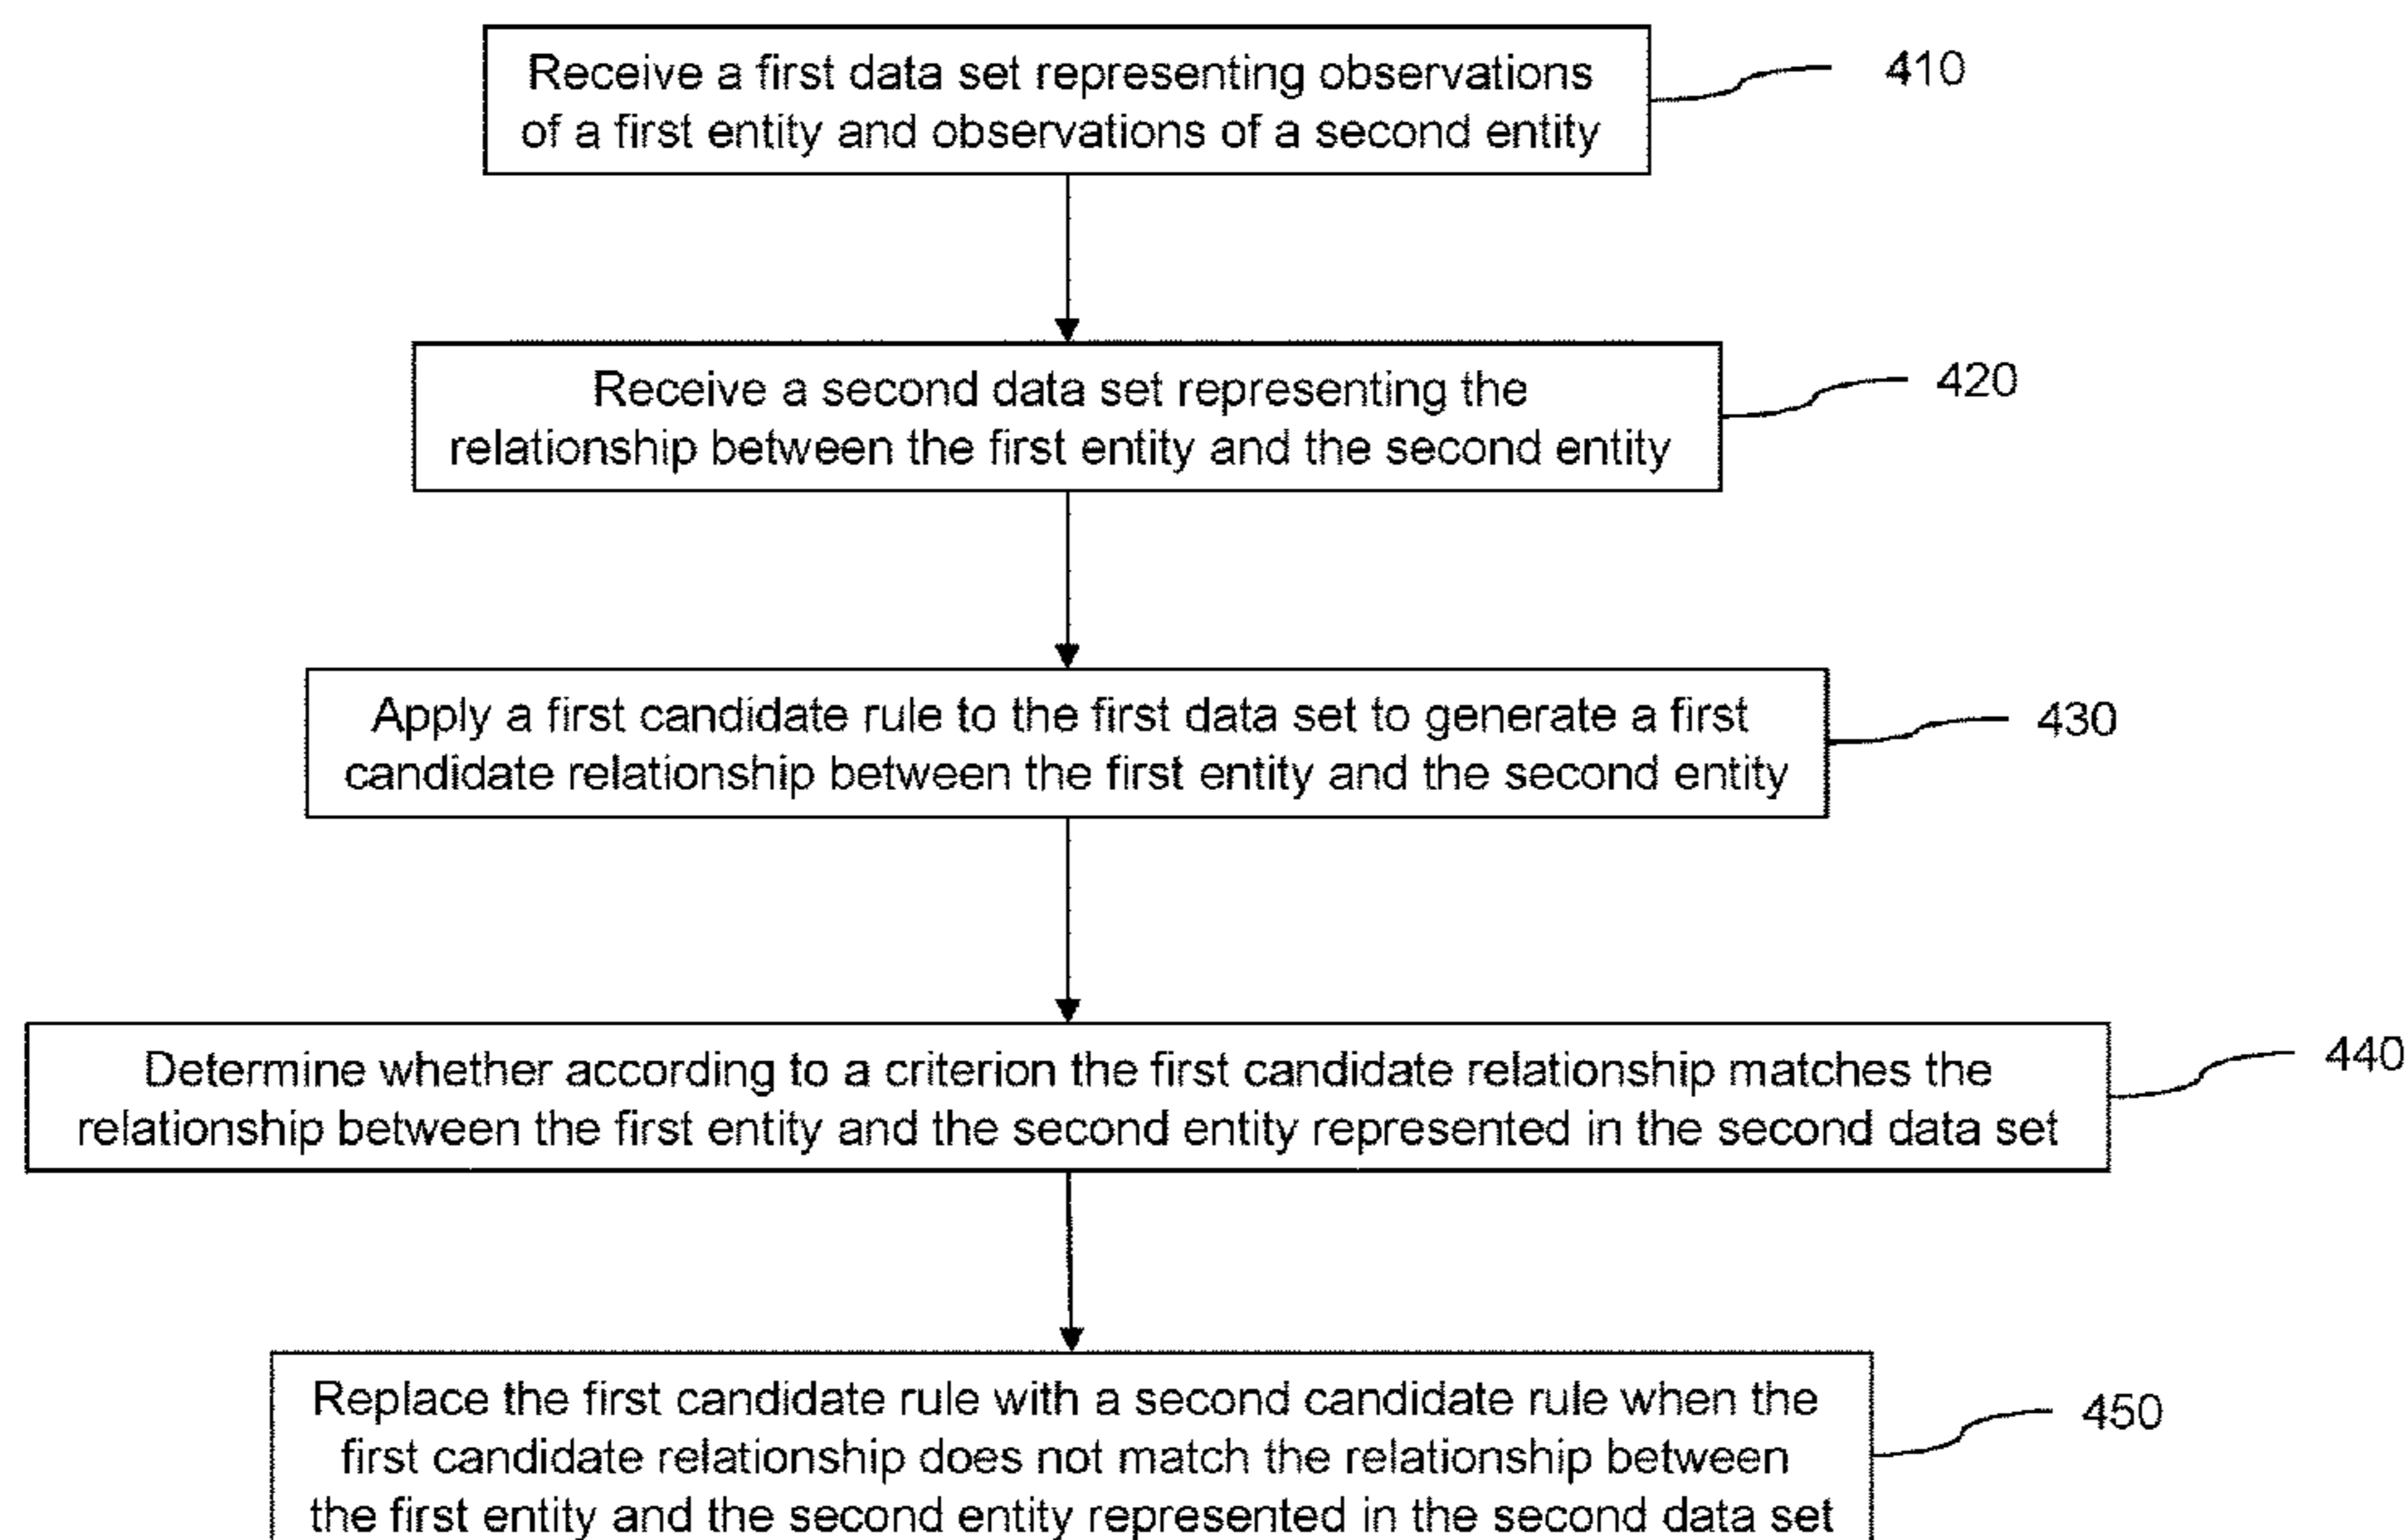 Receive a first data set representing observations
of a first entity and observations of a second entity
410
Receive a second data set representing the
relationship between the first entity and the second entity
420
Apply a first candidate rule to the first data set to generate a first
candidate relationship between the first entity and the second entity
430
Determine whether according to a criterion the first candidate relationship matches the
relationship between the first entity and the second entity represented in the second data set
440
Replace the first candidate rule with a second candidate rule when the
first candidate relationship does not match the relationship between
the first entity and the second entity represented in the second data set
450